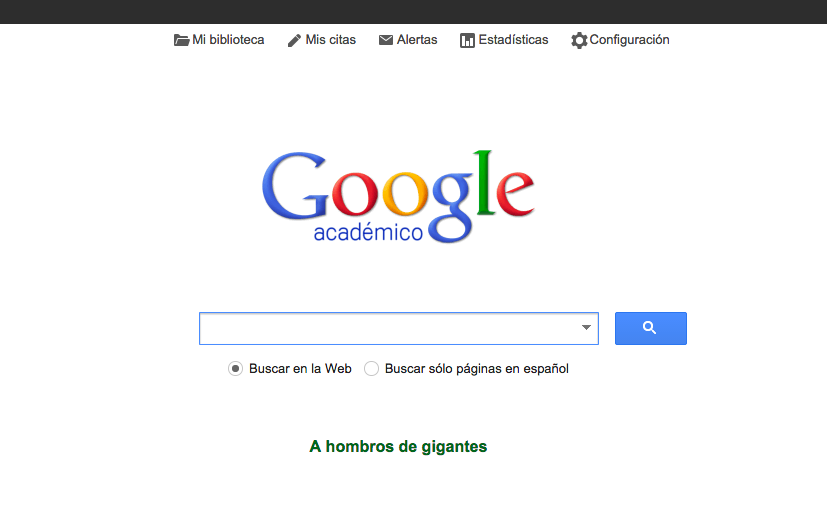 Mi biblioteca Mis citas Alertas Estadísticas Configuración
Google
académico
Buscar en la Web Buscar sólo páginas en español
A hombros de gigantes